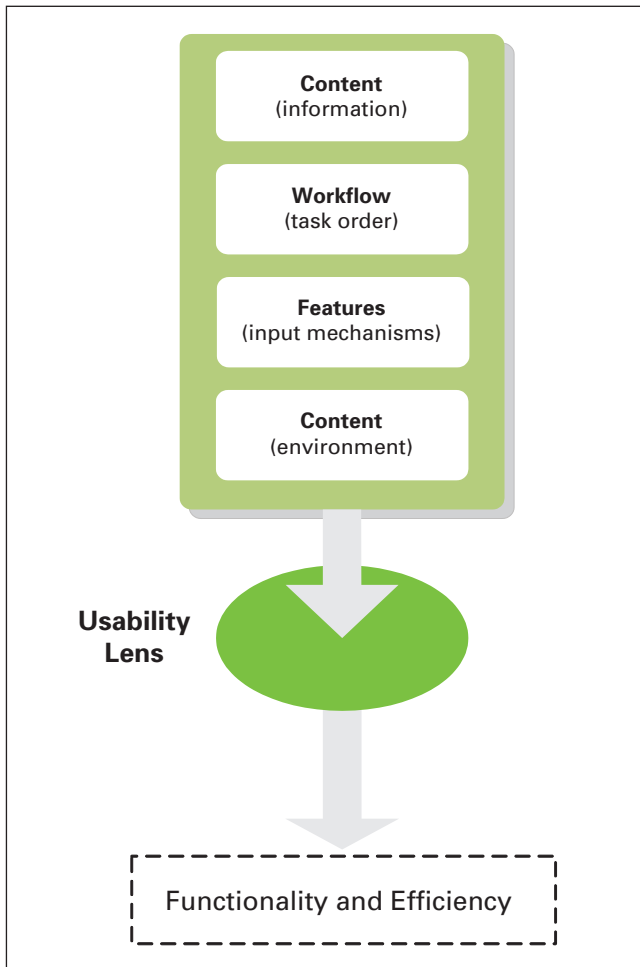 Content
(information)
Workflow
(task order)
Features
(input mechanisms)
Content
(environment)
Usability
Lens
Functionality and Efficiency